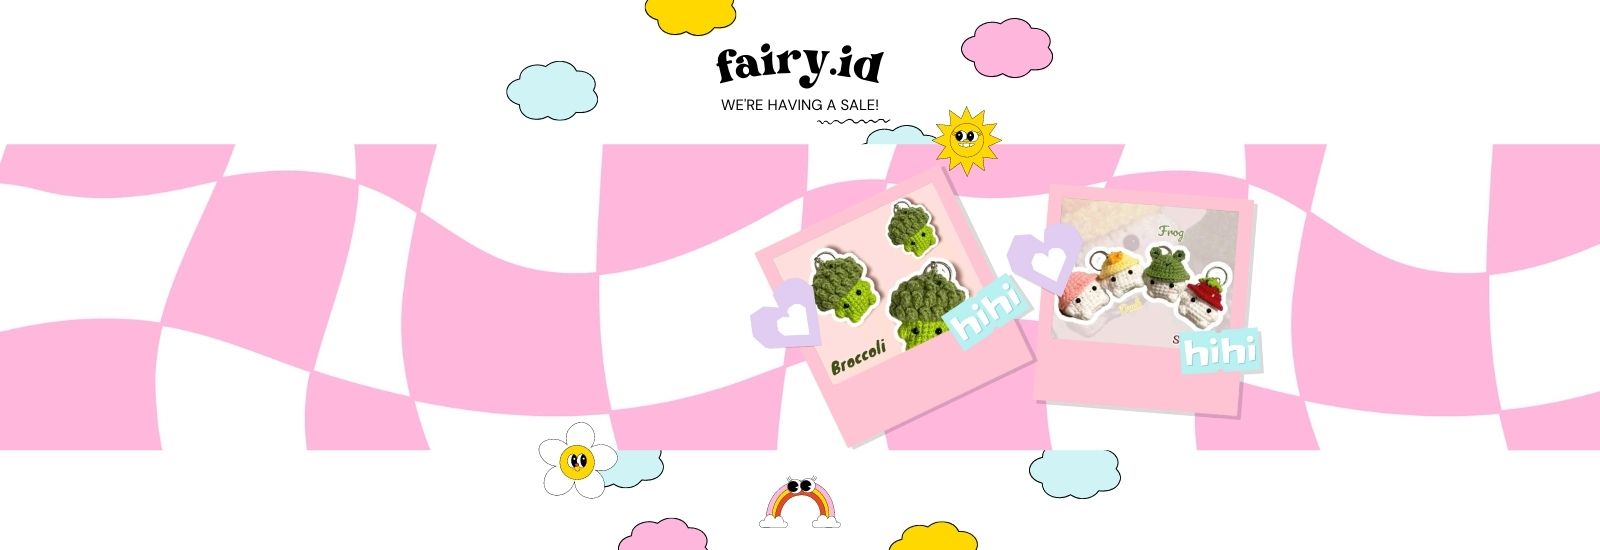 fairy.id
WE'RE HAVING A SALE!
Broccoli
hihi
Frog
hihi